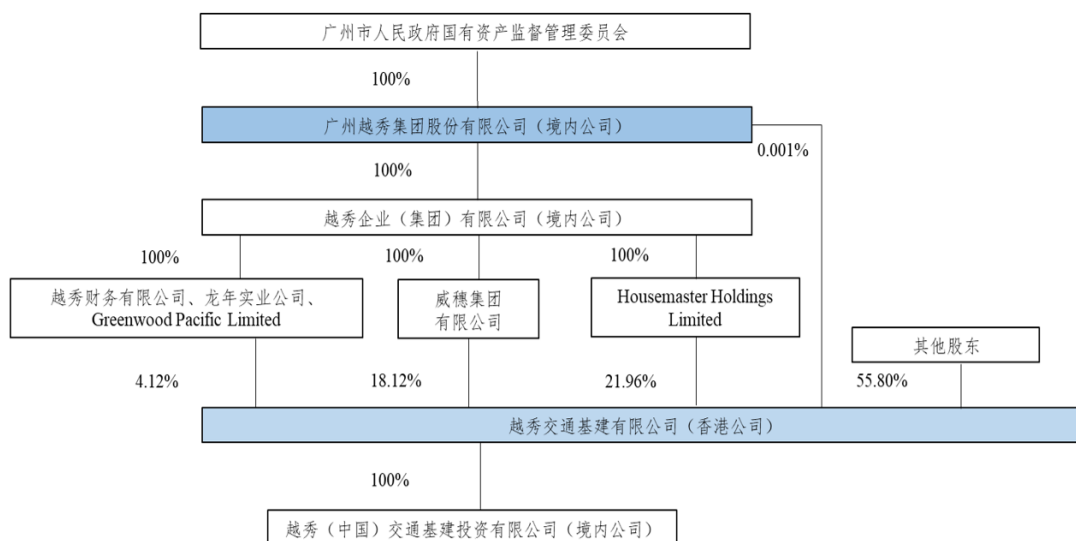 广州市人民政府国有资产监督管理委员会
100%
广州越秀集团股份有限公司（境内公司）
0.001%
100%
越秀企业（集团）有限公司（境内公司）
100%
100%
100%
越秀财务有限公司、龙年实业公司、
Greenwood Pacific Limited
威穗集团
有限公司
Housemaster Holdings
Limited
其他股东
4.12%
18.12%
21.96%
55.80%
越秀交通基建有限公司（香港公司）
100%
越秀（中国）交通基建投资有限公司（境内公司）